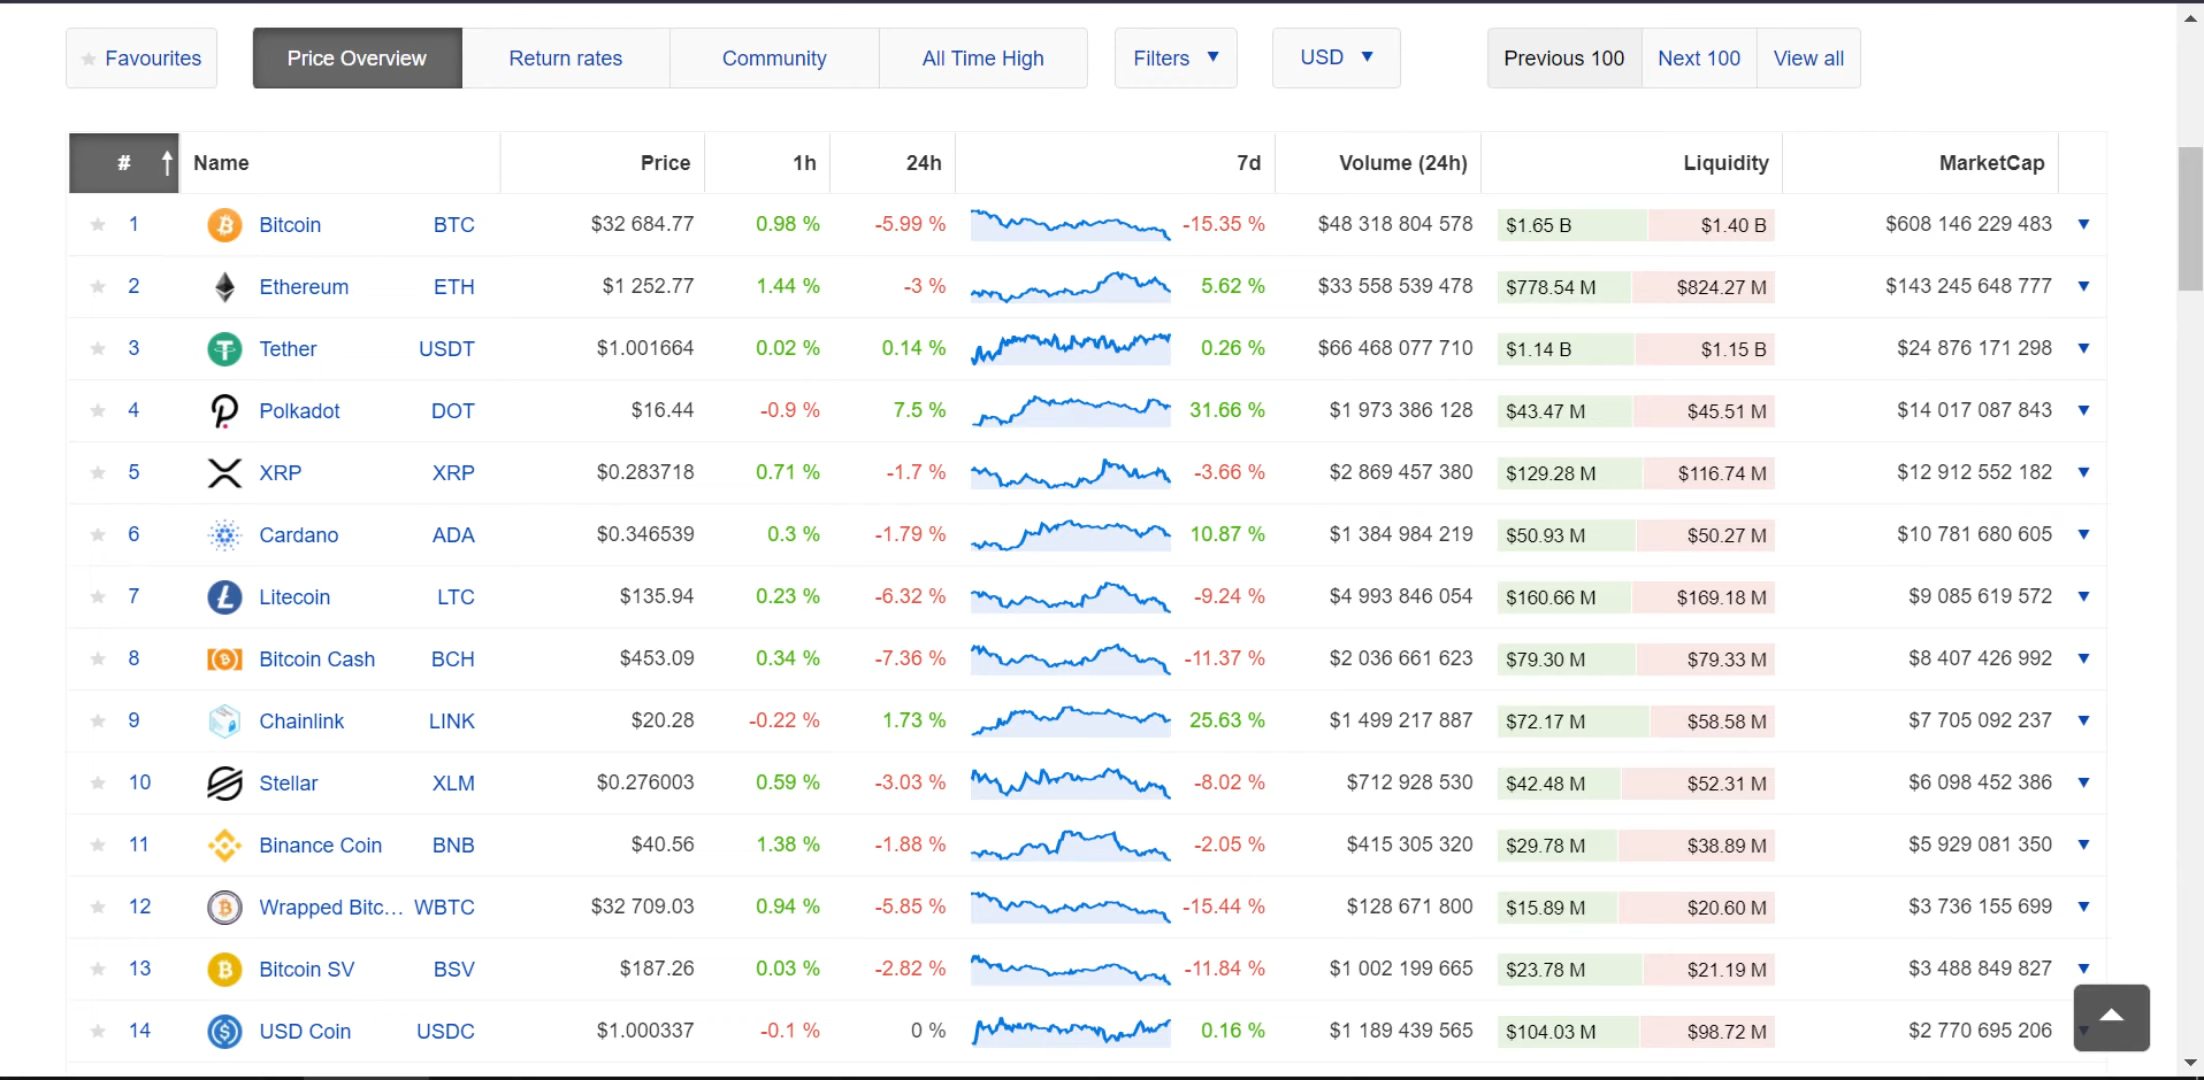 Favourites Price Overview Return rates Community All Time High Filters ▼ USD ▼ Previous 100 Next 100 View all
# ↑ Name Price 1h 24h 7d Volume (24h) Liquidity MarketCap
1 Bitcoin BTC $32 684.77 0.98 % -5.99 % -15.35 % $48 318 804 578 $1.65 B $1.40 B $608 146 229 483
2 Ethereum ETH $1 252.77 1.44 % -3 % 5.62 % $33 558 539 478 $778.54 M $824.27 M $143 245 648 777
3 Tether USDT $1.001664 0.02 % 0.14 % 0.26 % $66 468 077 710 $1.14 B $1.15 B $24 876 171 298
4 Polkadot DOT $16.44 -0.9 % 7.5 % 31.66 % $1 973 386 128 $43.47 M $45.51 M $14 017 087 843
5 XRP XRP $0.283718 0.71 % -1.7 % -3.66 % $2 869 457 380 $129.28 M $116.74 M $12 912 552 182
6 Cardano ADA $0.346539 0.3 % -1.79 % 10.87 % $1 384 984 219 $50.93 M $50.27 M $10 781 680 605
7 Litecoin LTC $135.94 0.23 % -6.32 % -9.24 % $4 993 846 054 $160.66 M $169.18 M $9 085 619 572
8 Bitcoin Cash BCH $453.09 0.34 % -7.36 % -11.37 % $2 036 661 623 $79.30 M $79.33 M $8 407 426 992
9 Chainlink LINK $20.28 -0.22 % 1.73 % 25.63 % $1 499 217 887 $72.17 M $58.58 M $7 705 092 237
10 Stellar XLM $0.276003 0.59 % -3.03 % -8.02 % $712 928 530 $42.48 M $52.31 M $6 098 452 386
11 Binance Coin BNB $40.56 1.38 % -1.88 % -2.05 % $415 305 320 $29.78 M $38.89 M $5 929 081 350
12 Wrapped Bitc... WBTC $32 709.03 0.94 % -5.85 % -15.44 % $128 671 800 $15.89 M $20.60 M $3 736 155 699
13 Bitcoin SV BSV $187.26 0.03 % -2.82 % -11.84 % $1 002 199 665 $23.78 M $21.19 M $3 488 849 827
14 USD Coin USDC $1.000337 -0.1 % 0 % 0.16 % $1 189 439 565 $104.03 M $98.72 M $2 770 695 206